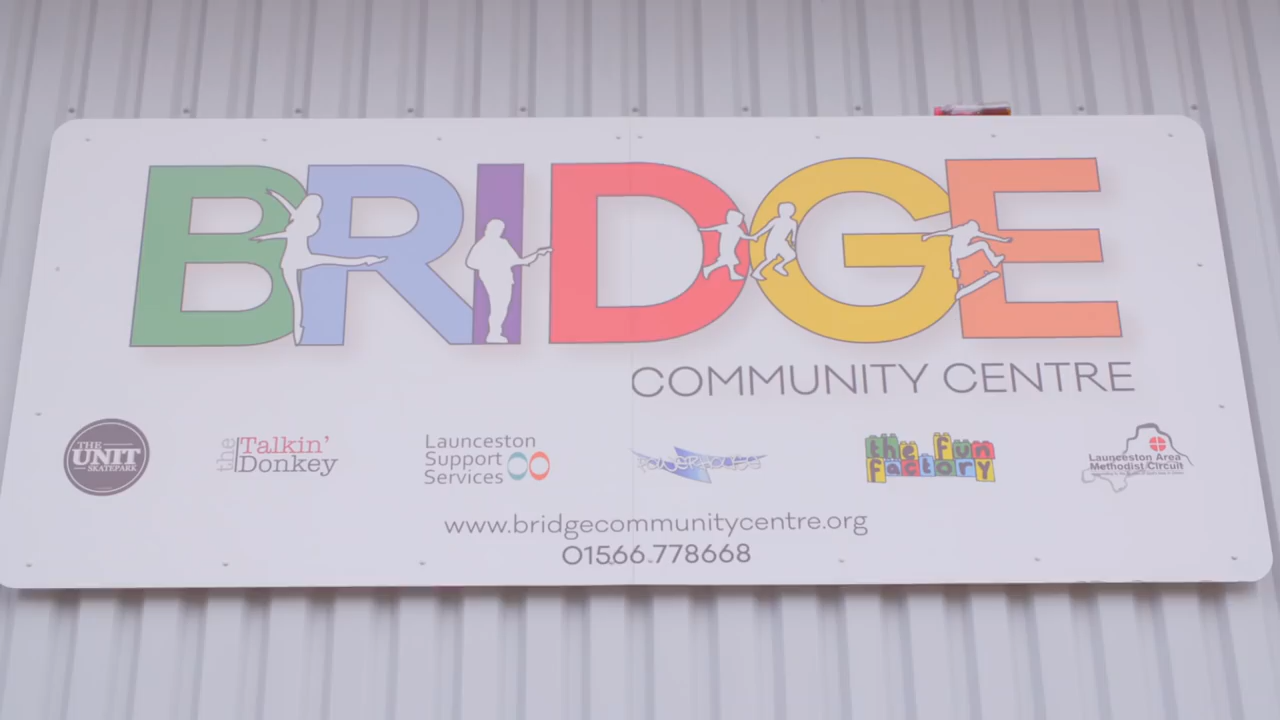 BRIDGE
COMMUNITY CENTRE
THE
UNIT
SKATEPARK
the Talkin'
Donkey
Launceston
Support
Services
POWERHOUSE
the fun
factory
Launceston Area
Methodist Circuit
www.bridgecommunitycentre.org
01566.778668